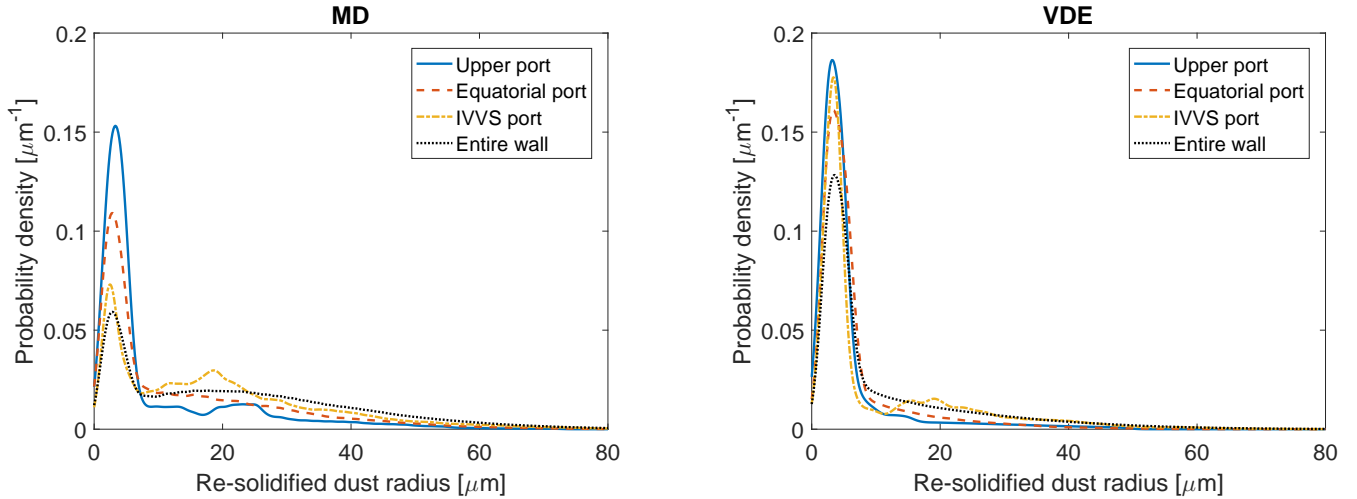 MD
Probability density [μm⁻¹]
0.2
0.15
0.1
0.05
0
0
20
40
60
80
Re-solidified dust radius [μm]
Upper port
Equatorial port
IVVS port
Entire wall
VDE
Probability density [μm⁻¹]
0.2
0.15
0.1
0.05
0
0
20
40
60
80
Re-solidified dust radius [μm]
Upper port
Equatorial port
IVVS port
Entire wall